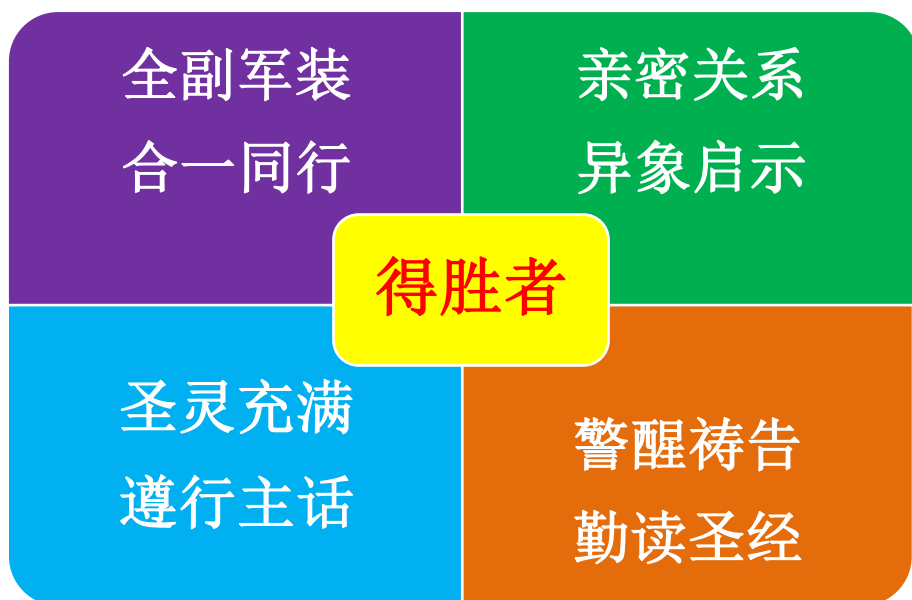 全副军装
合一同行
亲密关系
异象启示
得胜者
圣灵充满
遵行主话
警醒祷告
勤读圣经